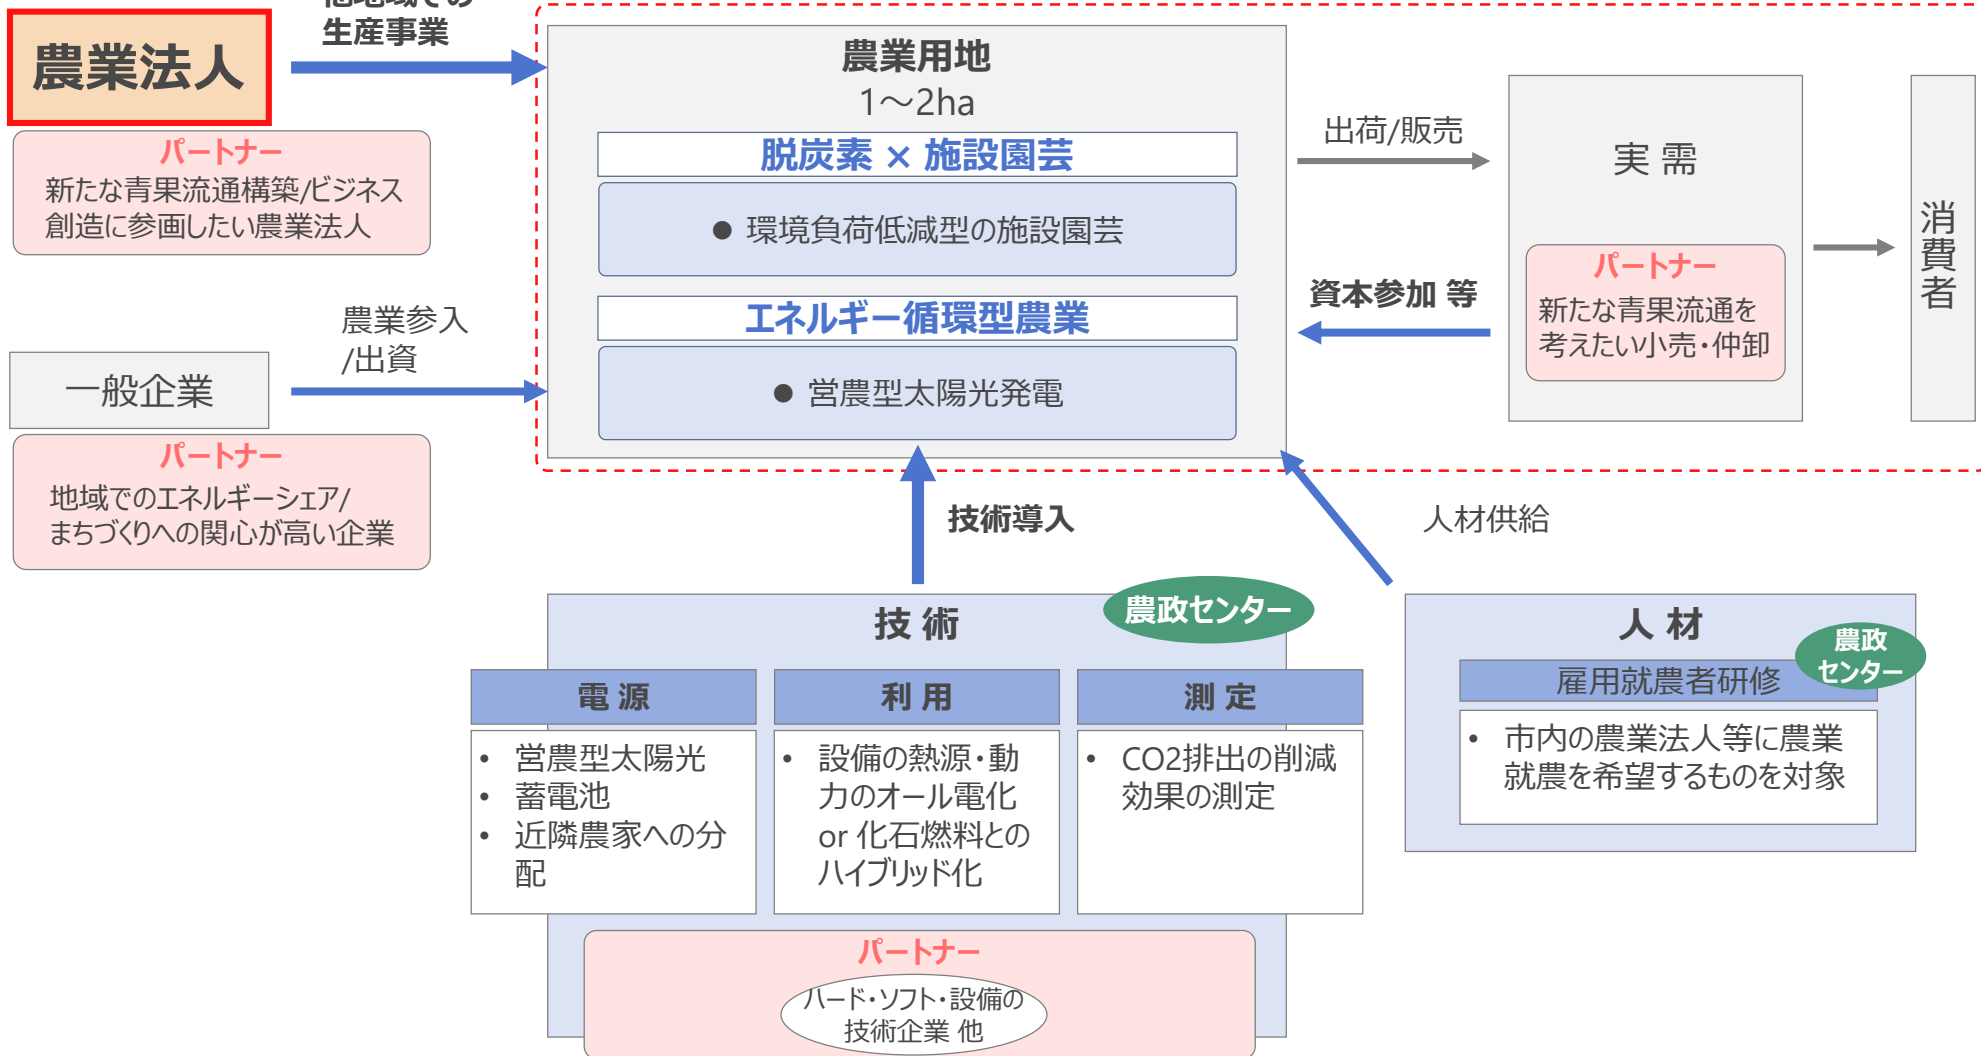 他地域での
生産事業
農業法人
パートナー
新たな青果流通構築/ビジネス
創造に参画したい農業法人
農業参入
/出資
一般企業
パートナー
地域でのエネルギーシェア/
まちづくりへの関心が高い企業
農業用地
1～2ha
脱炭素 × 施設園芸
● 環境負荷低減型の施設園芸
エネルギー循環型農業
● 営農型太陽光発電
出荷/販売
資本参加 等
実 需
パートナー
新たな青果流通を
考えたい小売・仲卸
消費者
技術導入
人材供給
技 術
農政センター
電 源
• 営農型太陽光
• 蓄電池
• 近隣農家への分
配
利 用
• 設備の熱源・動
力のオール電化
or 化石燃料との
ハイブリッド化
測 定
• CO2排出の削減
効果の測定
パートナー
ハード・ソフト・設備の
技術企業 他
人 材
農政
センター
雇用就農者研修
• 市内の農業法人等に農業
就農を希望するものを対象